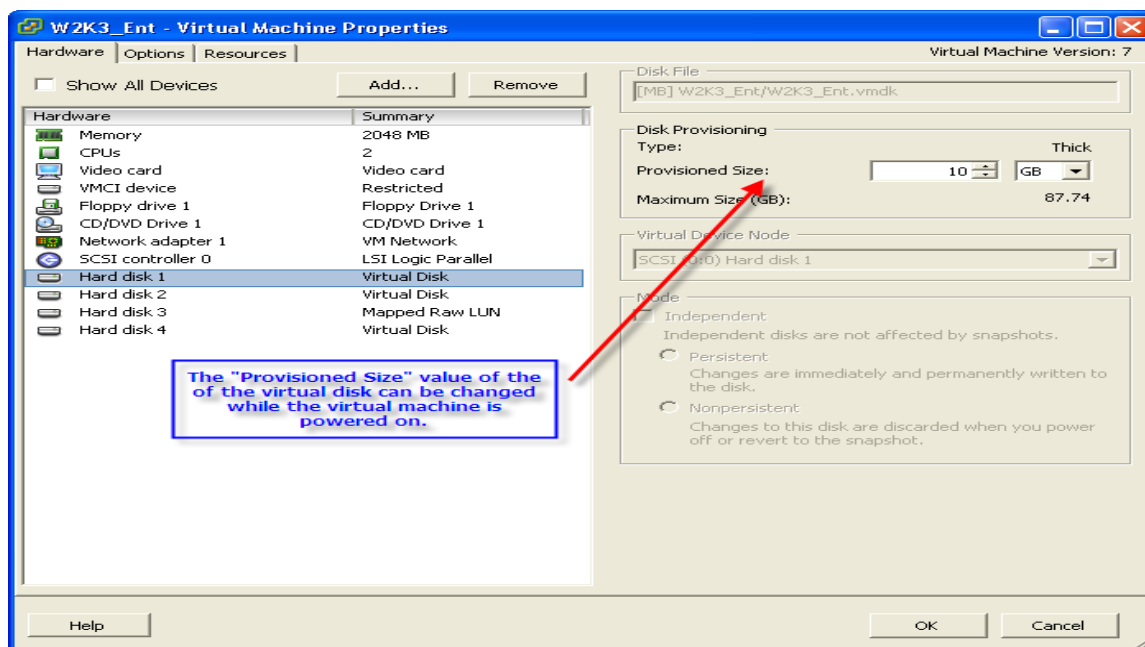 W2K3_Ent - Virtual Machine Properties
Hardware Options Resources Virtual Machine Version: 7
Show All Devices Add... Remove
Hardware Summary
Memory 2048 MB
CPUs 2
Video card Video card
VMCI device Restricted
Floppy drive 1 Floppy Drive 1
CD/DVD Drive 1 CD/DVD Drive 1
Network adapter 1 VM Network
SCSI controller 0 LSI Logic Parallel
Hard disk 1 Virtual Disk
Hard disk 2 Virtual Disk
Hard disk 3 Mapped Raw LUN
Hard disk 4 Virtual Disk
The "Provisioned Size" value of the
of the virtual disk can be changed
while the virtual machine is
powered on.
Disk File
[MB] W2K3_Ent/W2K3_Ent.vmdk
Disk Provisioning
Type: Thick
Provisioned Size: 10 GB
Maximum Size (GB): 87.74
Virtual Device Node
SCSI (0:0) Hard disk 1
Mode
Independent
Independent disks are not affected by snapshots.
Persistent
Changes are immediately and permanently written to
the disk.
Nonpersistent
Changes to this disk are discarded when you power
off or revert to the snapshot.
Help OK Cancel